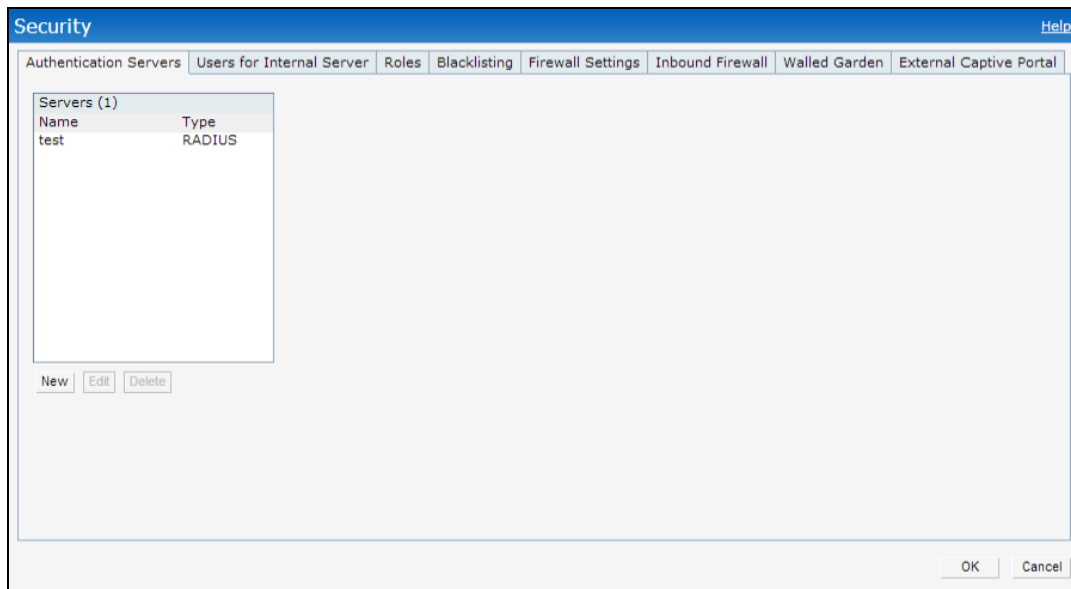 Security Help
Authentication Servers Users for Internal Server Roles Blacklisting Firewall Settings Inbound Firewall Walled Garden External Captive Portal
Servers (1)
Name Type
test RADIUS
New Edit Delete
OK Cancel